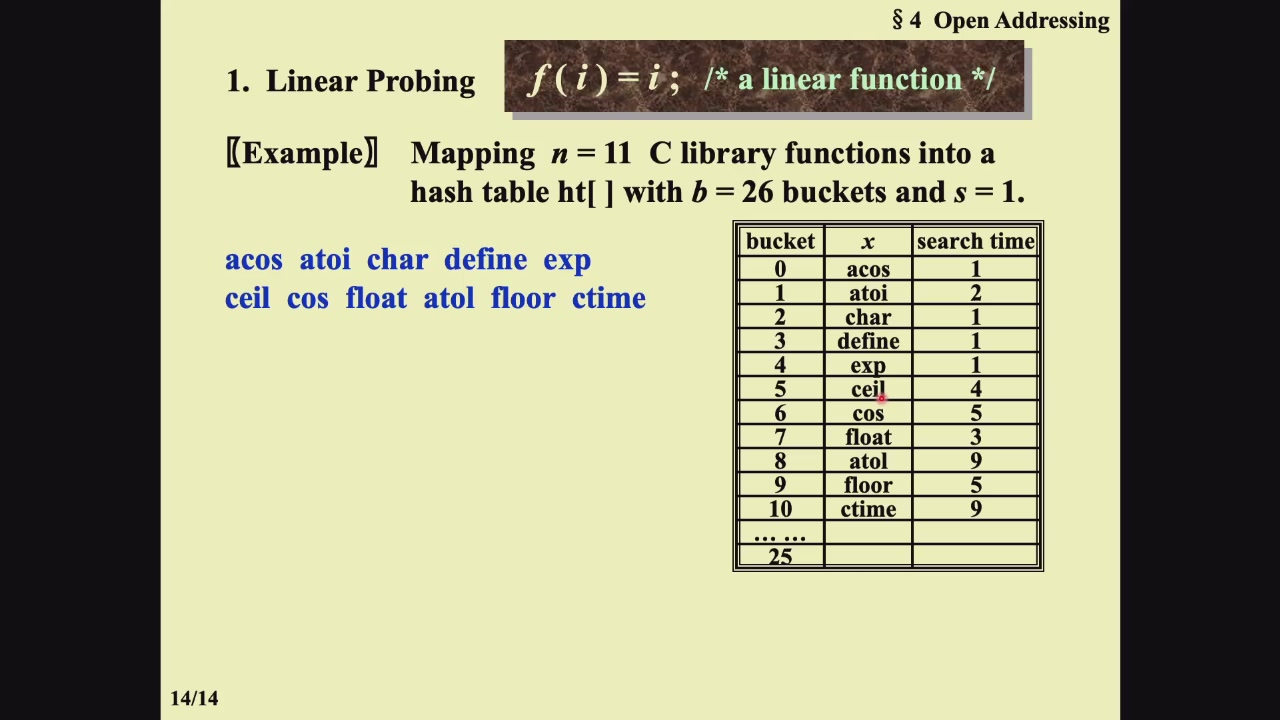 § 4 Open Addressing
1. Linear Probing
f ( i ) = i ; /* a linear function */
〖Example〗 Mapping n = 11 C library functions into a
hash table ht[ ] with b = 26 buckets and s = 1.
acos atoi char define exp
ceil cos float atol floor ctime
bucket x search time
0 acos 1
1 atoi 2
2 char 1
3 define 1
4 exp 1
5 ceil 4
6 cos 5
7 float 3
8 atol 9
9 floor 5
10 ctime 9
... ...
25
14/14